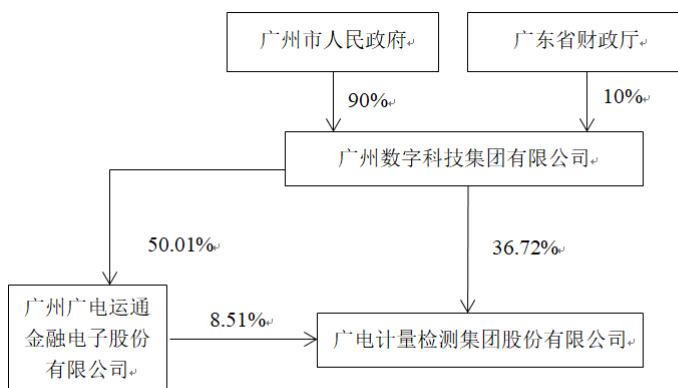 广州市人民政府
广东省财政厅
90%
10%
广州数字科技集团有限公司
50.01%
36.72%
广州广电运通
金融电子股份
有限公司
8.51%
广电计量检测集团股份有限公司